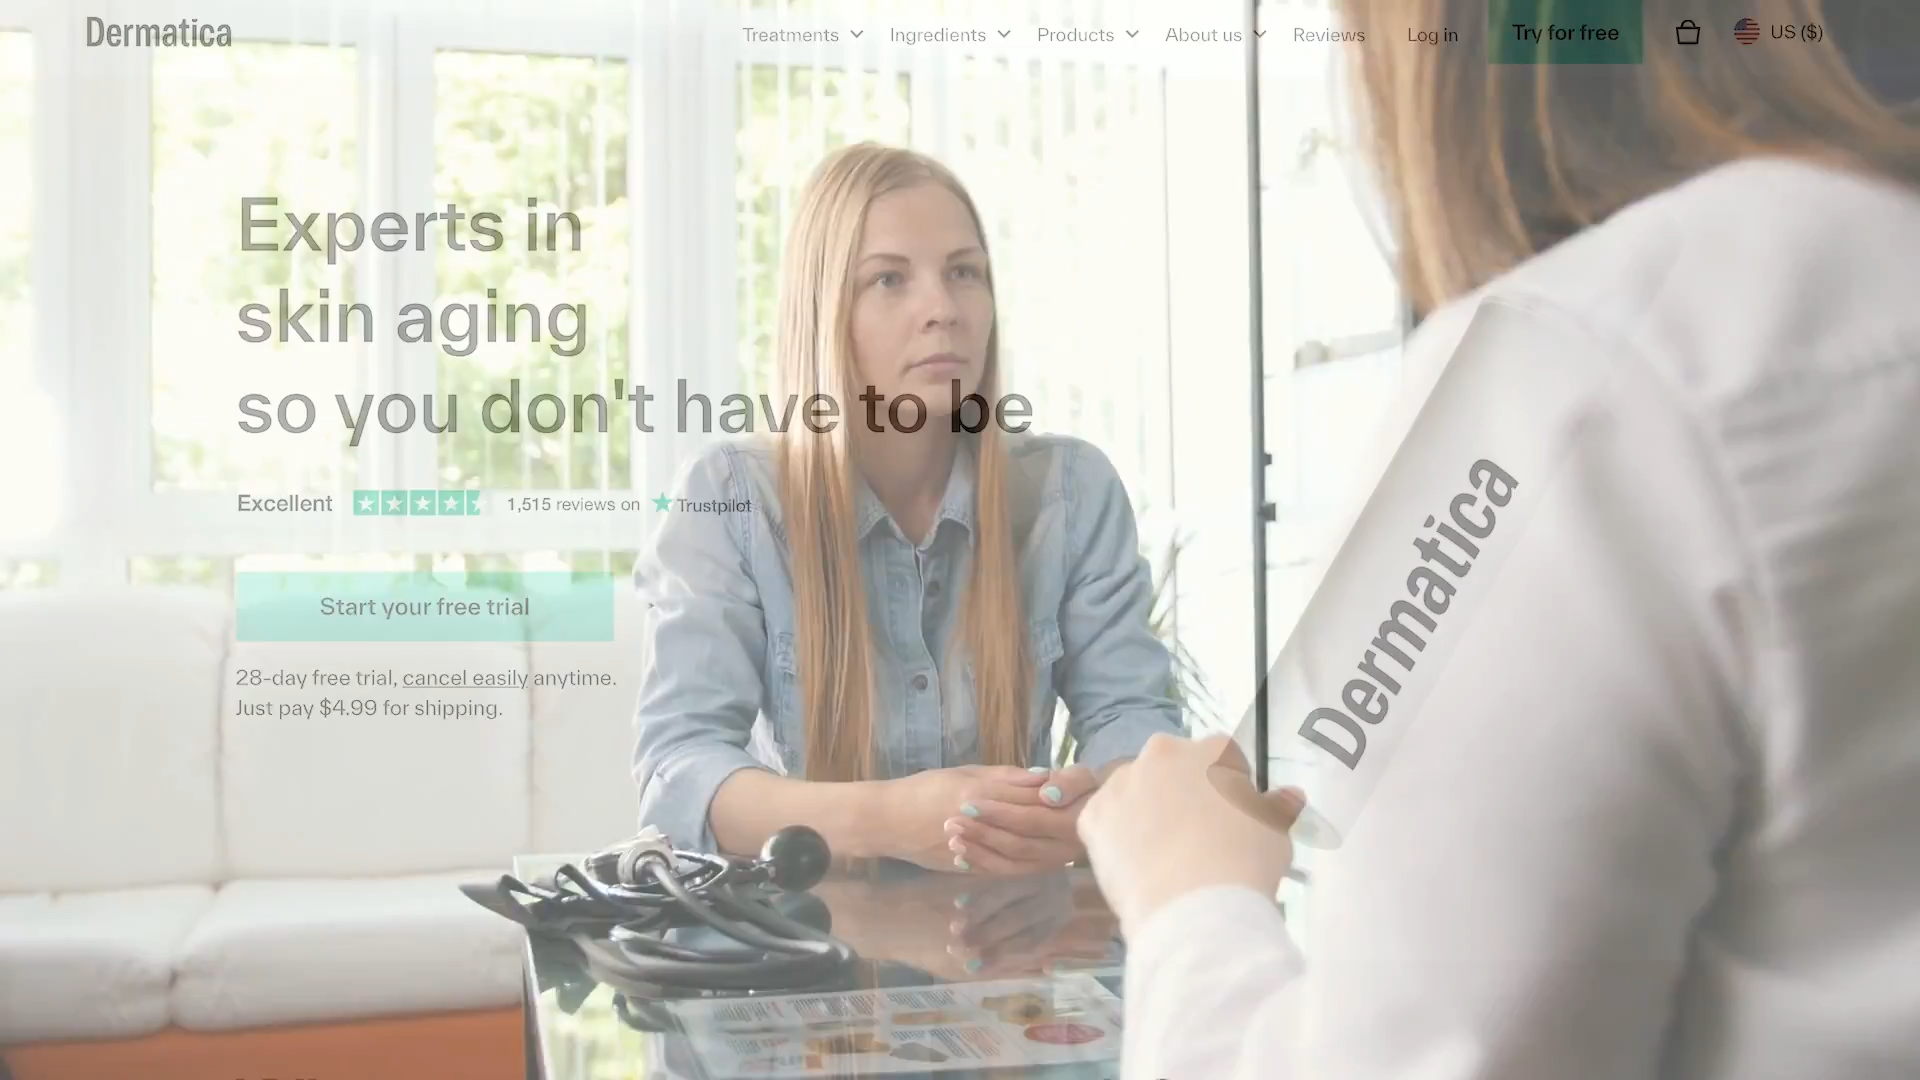 Dermatica
Treatments
Ingredients
Products
About us
Reviews
Log in
Try for free
US ($)
Experts in
skin aging
so you don't have to be
Excellent
1,515 reviews on
Trustpilot
Start your free trial
28-day free trial, cancel easily anytime.
Just pay $4.99 for shipping.
Dermatica